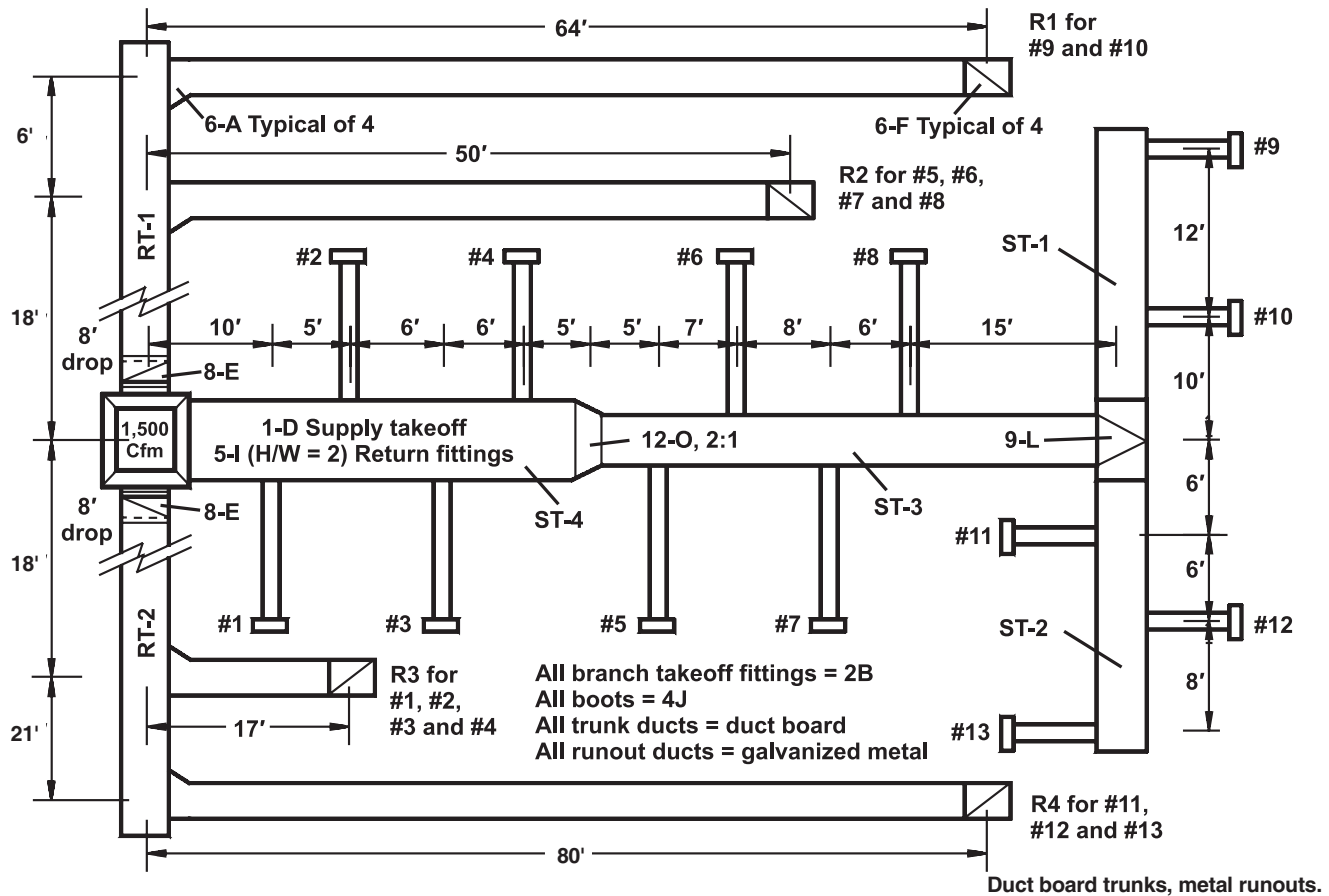 64′
R1 for
#9 and #10
6-A Typical of 4
6-F Typical of 4
6'
50′
R2 for #5, #6,
#7 and #8
#9
RT-1
#2
#4
#6
#8
ST-1
12′
18'
#10
8′
drop
10′
5′
6′
6′
5′
5′
7′
8′
6′
15′
8-E
10′
1,500
Cfm
1-D Supply takeoff
5-I (H/W = 2) Return fittings
12-O, 2:1
9-L
6′
8′
drop
8-E
ST-4
ST-3
#11
18'
6′
RT-2
#1
#3
#5
#7
ST-2
#12
R3 for
#1, #2,
#3 and #4
All branch takeoff fittings = 2B
All boots = 4J
All trunk ducts = duct board
All runout ducts = galvanized metal
8′
21'
17′
#13
R4 for #11,
#12 and #13
80'
Duct board trunks, metal runouts.